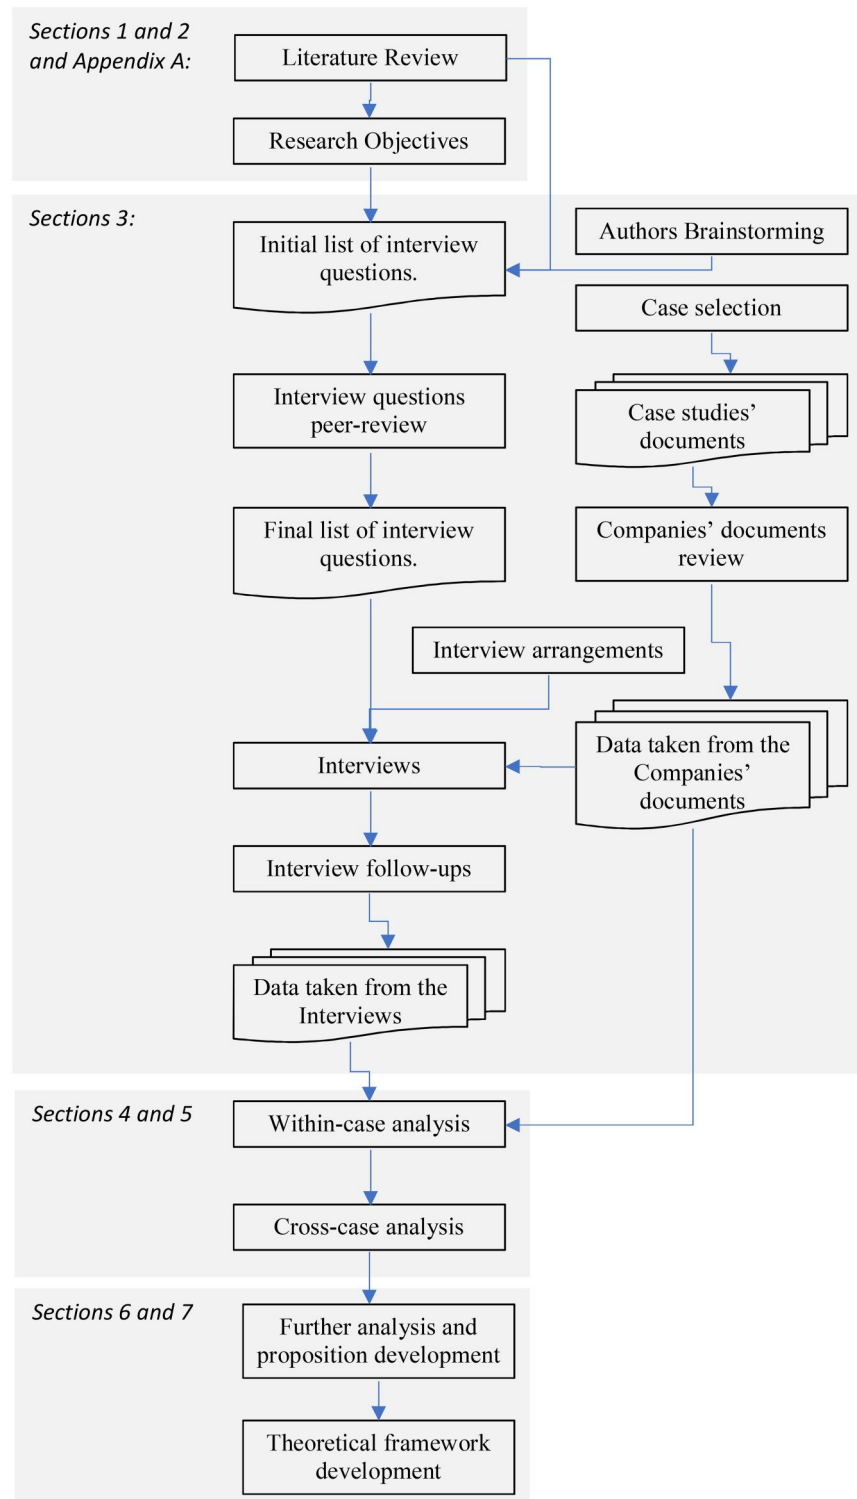 Sections 1 and 2
and Appendix A:
Literature Review
Research Objectives
Sections 3:
Initial list of interview
questions.
Authors Brainstorming
Case selection
Interview questions
peer-review
Case studies’
documents
Final list of interview
questions.
Companies’ documents
review
Interview arrangements
Interviews
Data taken from the
Companies’
documents
Interview follow-ups
Data taken from the
Interviews
Sections 4 and 5
Within-case analysis
Cross-case analysis
Sections 6 and 7
Further analysis and
proposition development
Theoretical framework
development